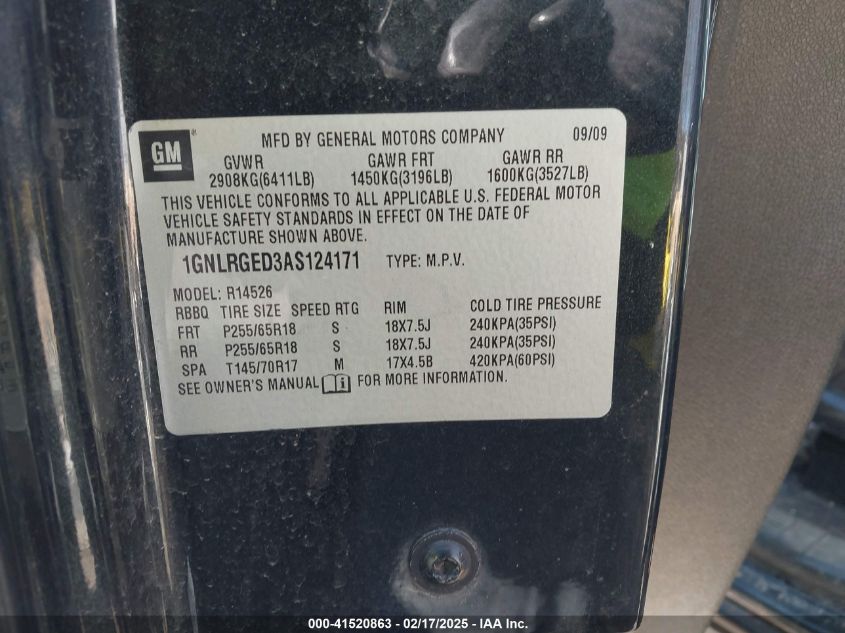 GM
MFD BY GENERAL MOTORS COMPANY 09/09
GVWR GAWR FRT GAWR RR
2908KG(6411LB) 1450KG(3196LB) 1600KG(3527LB)
THIS VEHICLE CONFORMS TO ALL APPLICABLE U.S. FEDERAL MOTOR
VEHICLE SAFETY STANDARDS IN EFFECT ON THE DATE OF
MANUFACTURE SHOWN ABOVE.
1GNLRGED3AS124171 TYPE: M.P.V.
MODEL: R14526
RBBQ TIRE SIZE SPEED RTG RIM COLD TIRE PRESSURE
FRT P255/65R18 S 18X7.5J 240KPA(35PSI)
RR P255/65R18 S 18X7.5J 240KPA(35PSI)
SPA T145/70R17 M 17X4.5B 420KPA(60PSI)
SEE OWNER'S MANUAL FOR MORE INFORMATION.
000-41520863 - 02/17/2025 - IAA Inc.